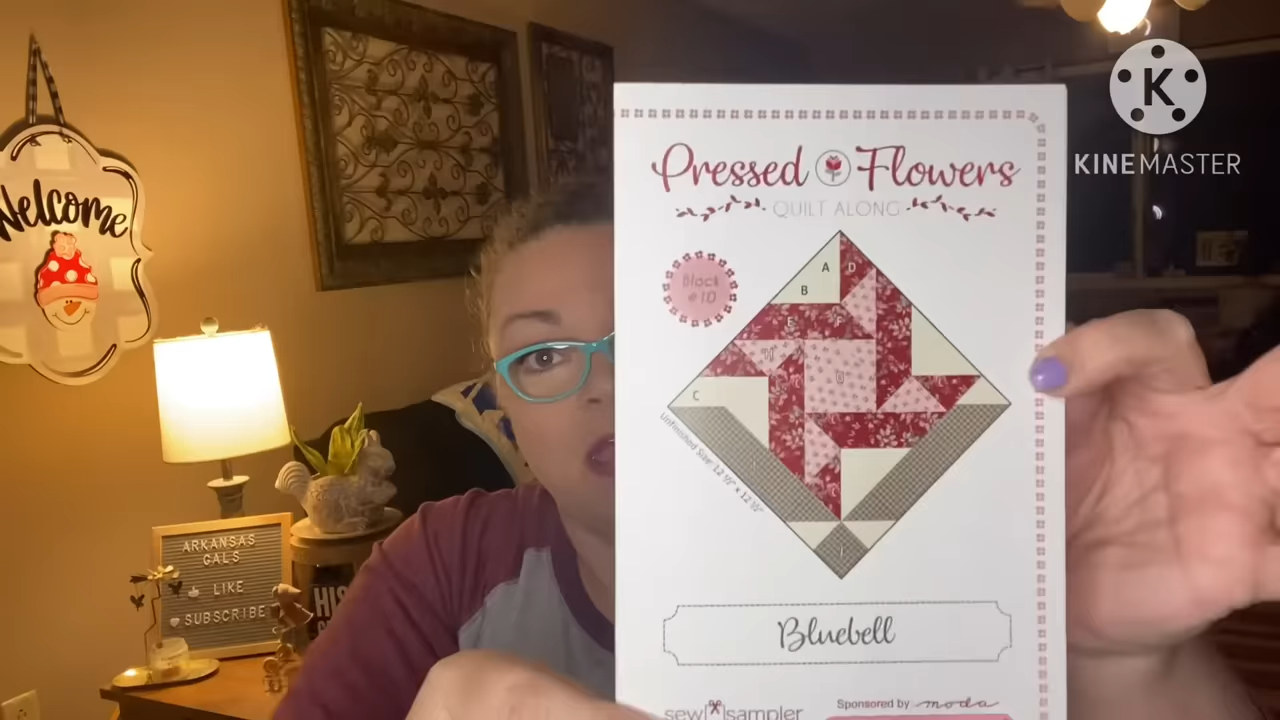 Welcome
ARKANSAS
GALS
LIKE
SUBSCRIBE
HIS
Pressed Flowers
QUILT ALONG
Block
#10
A
D
B
E
F
"H"
"G"
C
Unfinished Size: 12 ½" x 12 ½"
I
Bluebell
sew sampler
Sponsored by moda
K
KINEMASTER